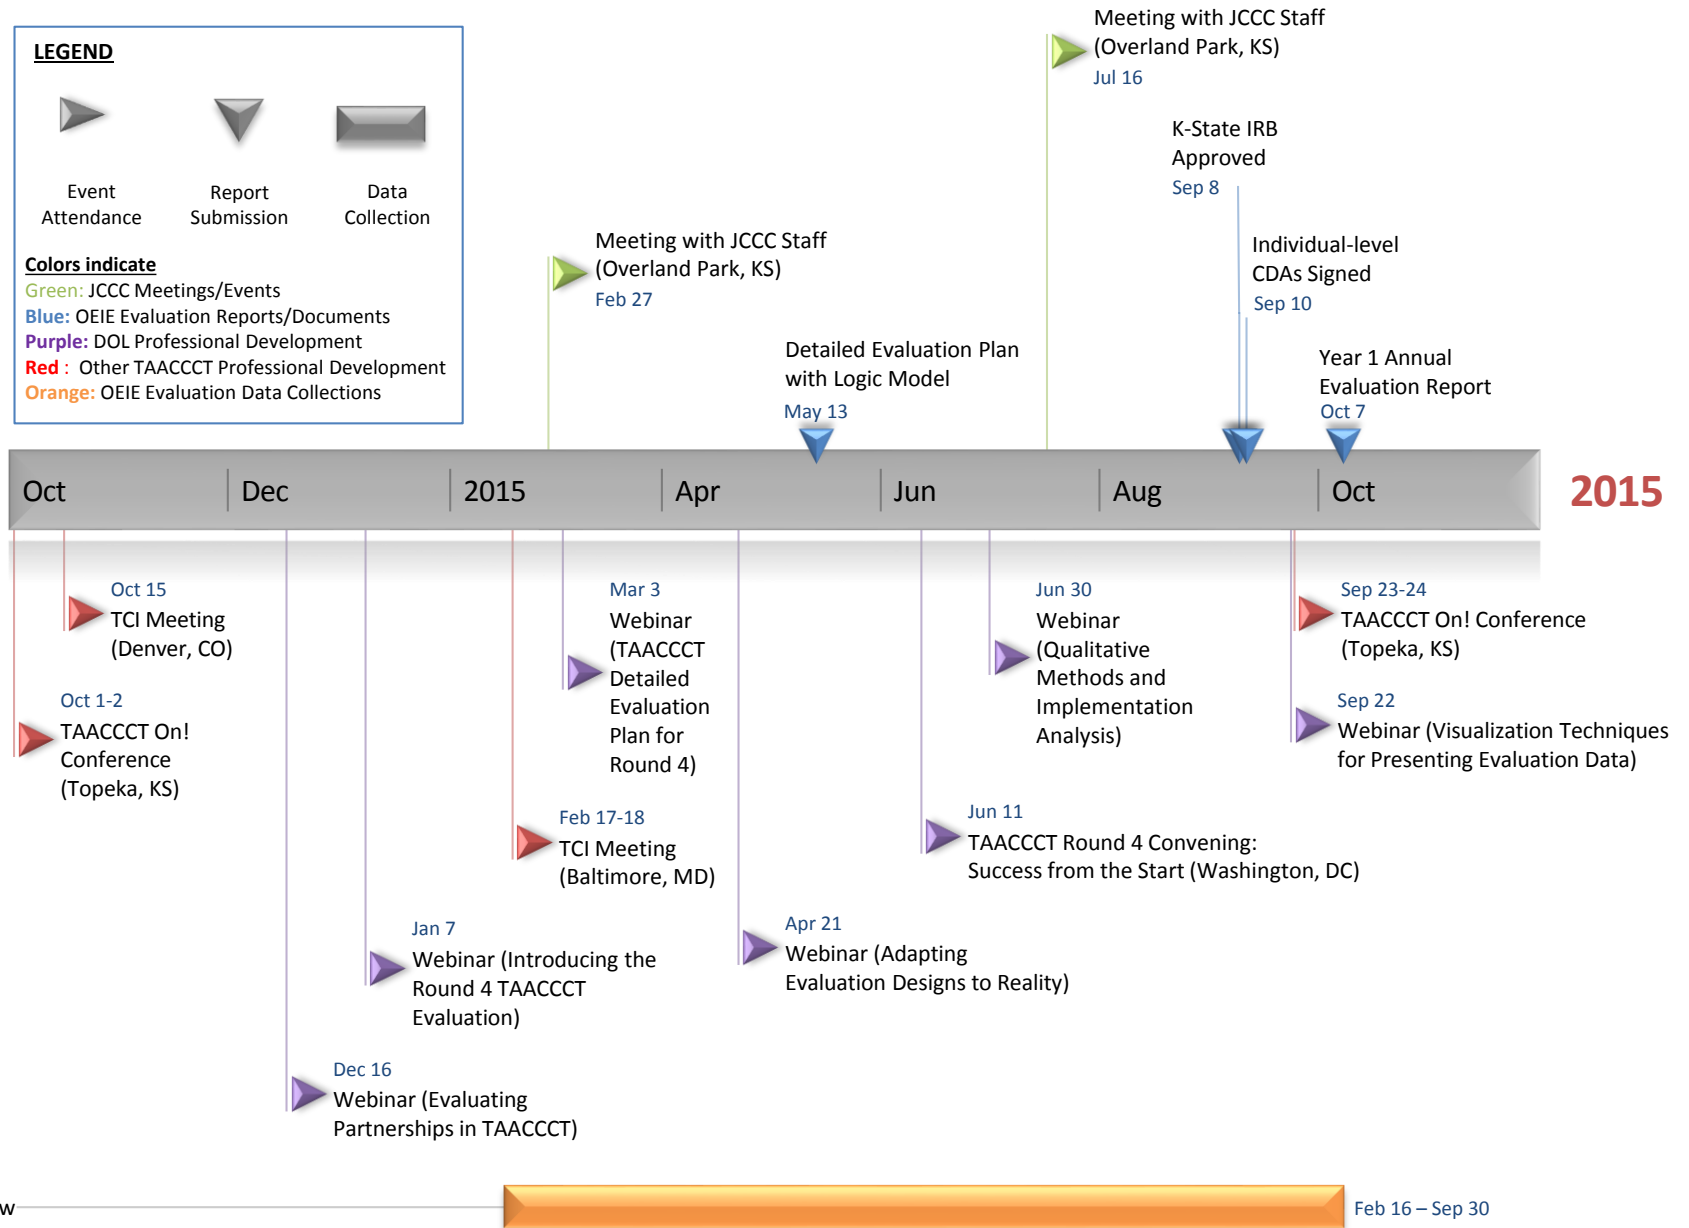 LEGEND
Event
Attendance
Report
Submission
Data
Collection
Colors indicate
Green: JCCC Meetings/Events
Blue: OEIE Evaluation Reports/Documents
Purple: DOL Professional Development
Red : Other TAACCCT Professional Development
Orange: OEIE Evaluation Data Collections
Meeting with JCCC Staff
(Overland Park, KS)
Feb 27
Detailed Evaluation Plan
with Logic Model
May 13
Meeting with JCCC Staff
(Overland Park, KS)
Jul 16
K-State IRB
Approved
Sep 8
Individual-level
CDAs Signed
Sep 10
Year 1 Annual
Evaluation Report
Oct 7
Oct
Dec
2015
Apr
Jun
Aug
Oct
2015
Oct 15
TCI Meeting
(Denver, CO)
Oct 1-2
TAACCCT On!
Conference
(Topeka, KS)
Dec 16
Webinar (Evaluating
Partnerships in TAACCCT)
Jan 7
Webinar (Introducing the
Round 4 TAACCCT
Evaluation)
Feb 17-18
TCI Meeting
(Baltimore, MD)
Mar 3
Webinar
(TAACCCT
Detailed
Evaluation
Plan for
Round 4)
Apr 21
Webinar (Adapting
Evaluation Designs to Reality)
Jun 11
TAACCCT Round 4 Convening:
Success from the Start (Washington, DC)
Jun 30
Webinar
(Qualitative
Methods and
Implementation
Analysis)
Sep 23-24
TAACCCT On! Conference
(Topeka, KS)
Sep 22
Webinar (Visualization Techniques
for Presenting Evaluation Data)
Feb 16 – Sep 30